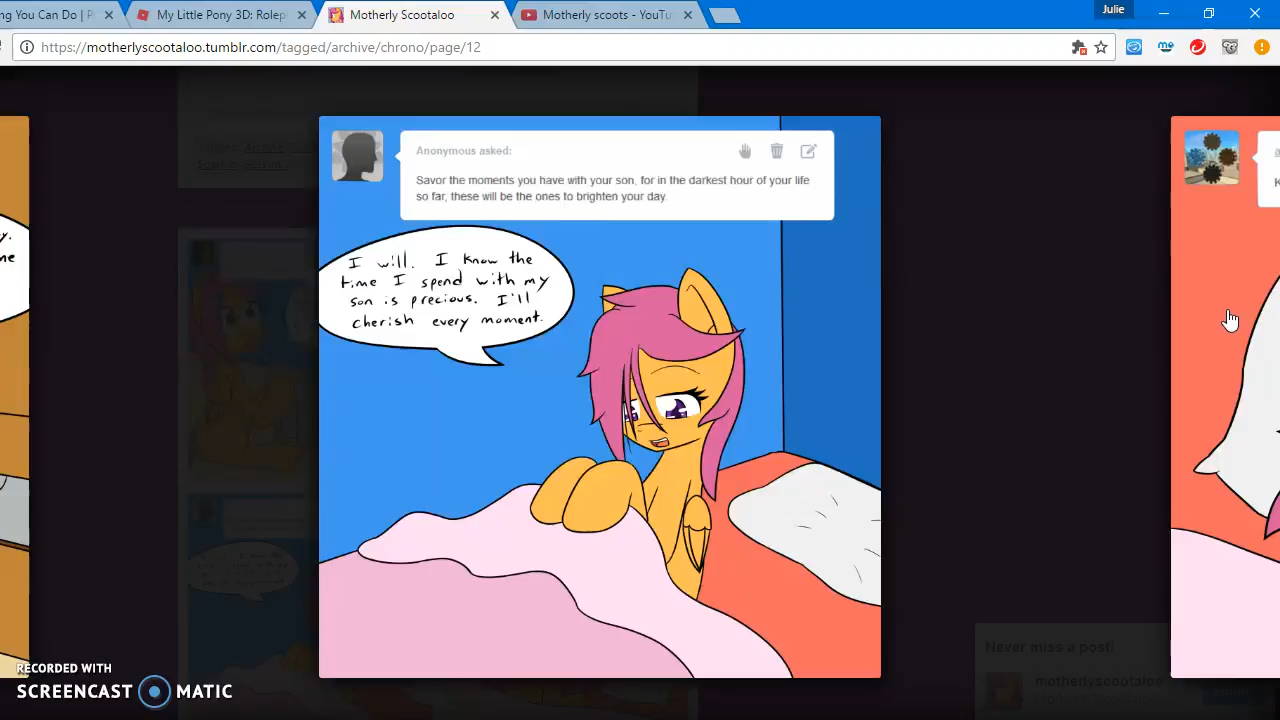 ng You Can Do | P
My Little Pony 3D: Rolepl
Motherly Scootaloo
Motherly scoots - YouTu
Julie
https://motherlyscootaloo.tumblr.com/tagged/archive/chrono/page/12
Anonymous asked:
Savor the moments you have with your son, for in the darkest hour of your life
so far, these will be the ones to brighten your day.
I will. I know the
time I spend with my
son is precious. I'll
cherish every moment.
Never miss a post!
motherlyscootaloo
RECORDED WITH
SCREENCAST MATIC